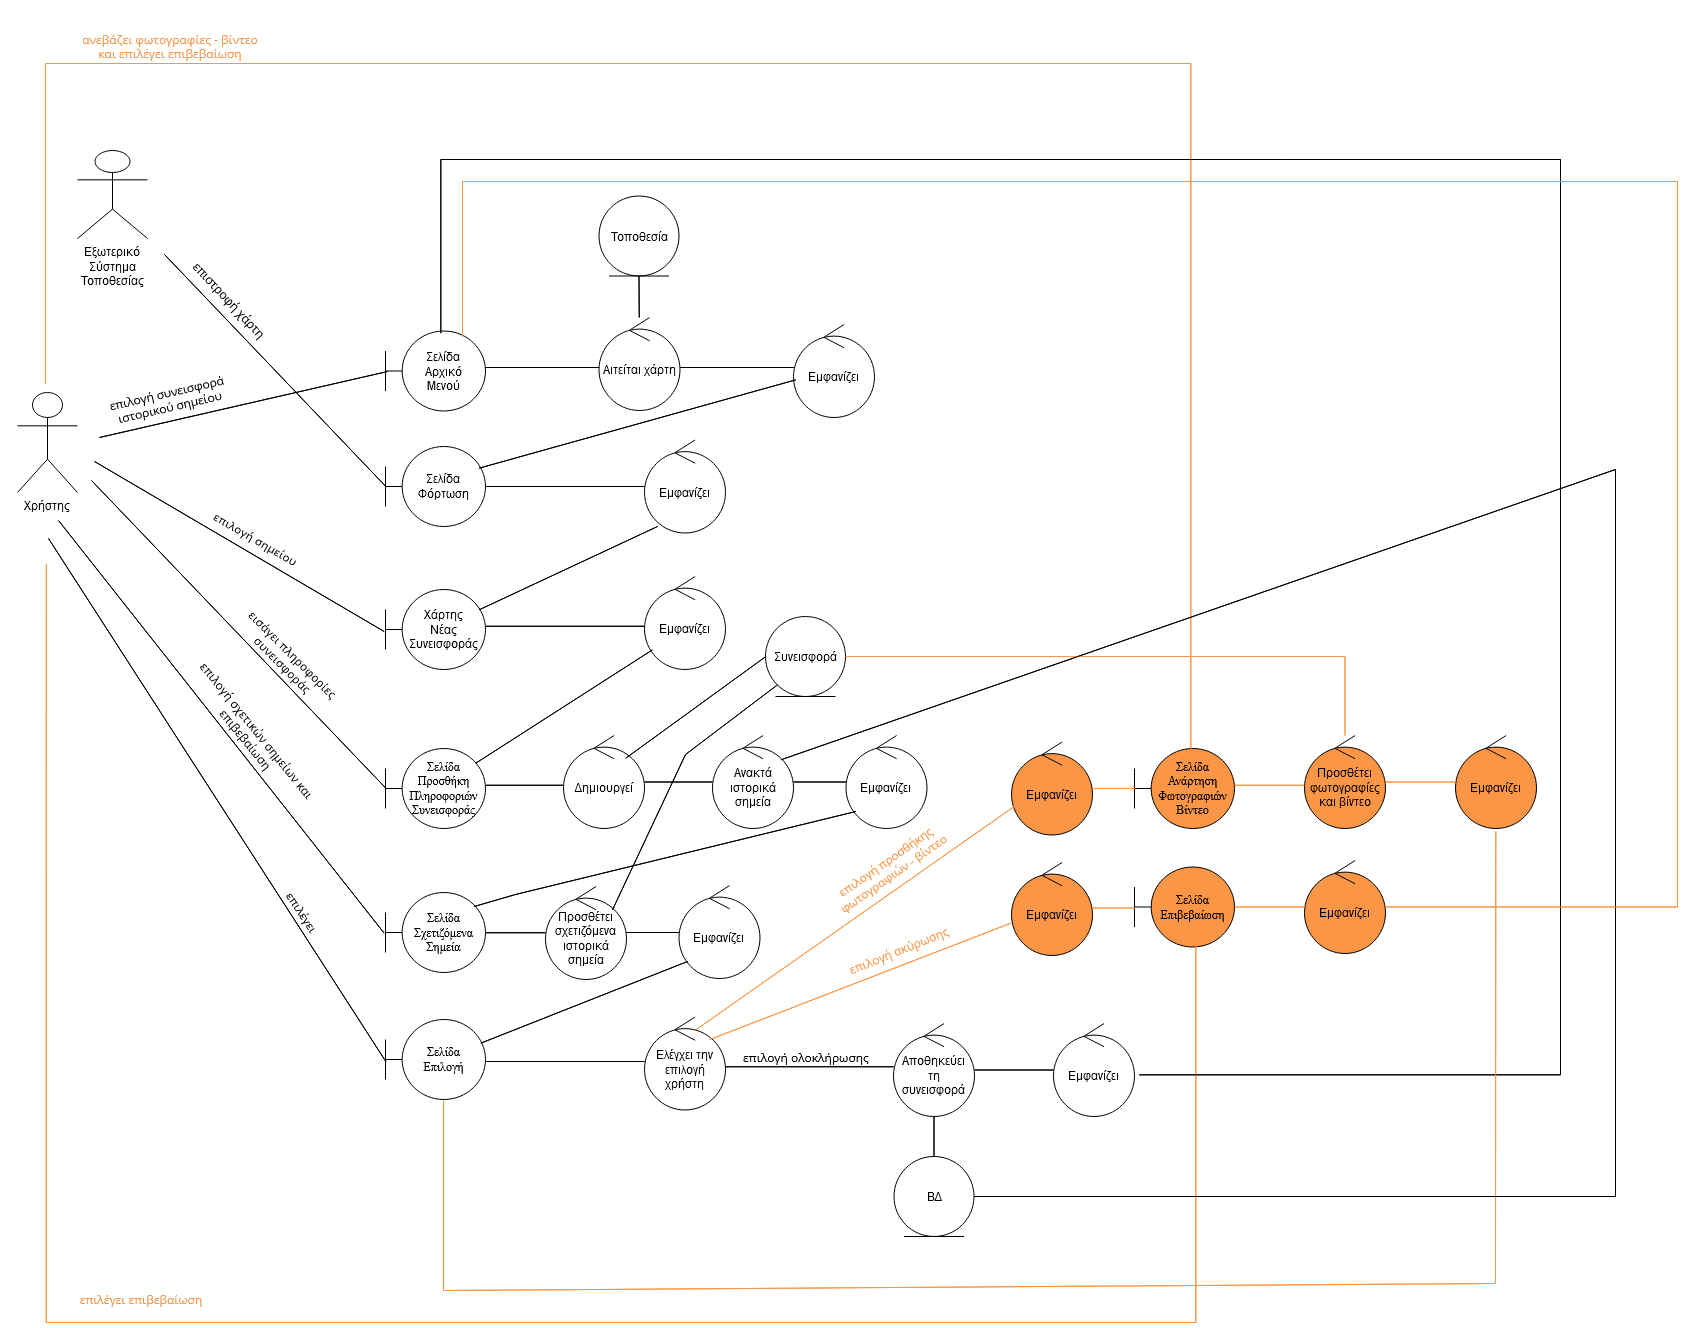 ανεβάζει φωτογραφίες - βίντεο
και επιλέγει επιβεβαίωση
Εξωτερικό
Σύστημα
Τοποθεσίας
επιστροφή χάρτη
Τοποθεσία
Σελίδα
Αρχικό
Μενού
Αιτείται χάρτη
Εμφανίζει
επιλογή συνεισφορά
ιστορικού σημείου
Χρήστης
Σελίδα
Φόρτωση
Εμφανίζει
επιλογή σημείου
Χάρτης
Νέας
Συνεισφοράς
Εμφανίζει
Συνεισφορά
εισάγει πληροφορίες
συνεισφοράς
επιλογή σχετικών σημείων και
επιβεβαίωση
Σελίδα
Προσθήκη
Πληροφοριών
Συνεισφοράς
Δημιουργεί
Ανακτά
ιστορικά
σημεία
Εμφανίζει
Εμφανίζει
Σελίδα
Ανάρτηση
Φωτογραφιών
Βίντεο
Προσθέτει
φωτογραφίες
και βίντεο
Εμφανίζει
επιλογή προσθήκης
φωτογραφιών - βίντεο
επιλέγει
Σελίδα
Σχετιζόμενα
Σημεία
Προσθέτει
σχετιζόμενα
ιστορικά
σημεία
Εμφανίζει
επιλογή ακύρωσης
Εμφανίζει
Σελίδα
Επιβεβαίωση
Εμφανίζει
Σελίδα
Επιλογή
Ελέγχει την
επιλογή
χρήστη
επιλογή ολοκλήρωσης
Αποθηκεύει
τη
συνεισφορά
Εμφανίζει
ΒΔ
επιλέγει επιβεβαίωση